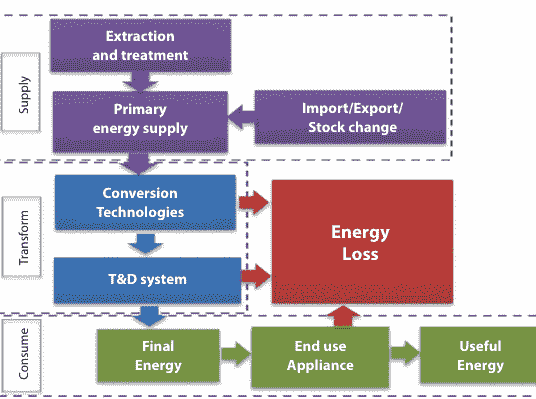 Supply
Extraction
and treatment
Primary
energy supply
Import/Export/
Stock change
Transform
Conversion
Technologies
Energy
Loss
T&D system
Consume
Final
Energy
End use
Appliance
Useful
Energy